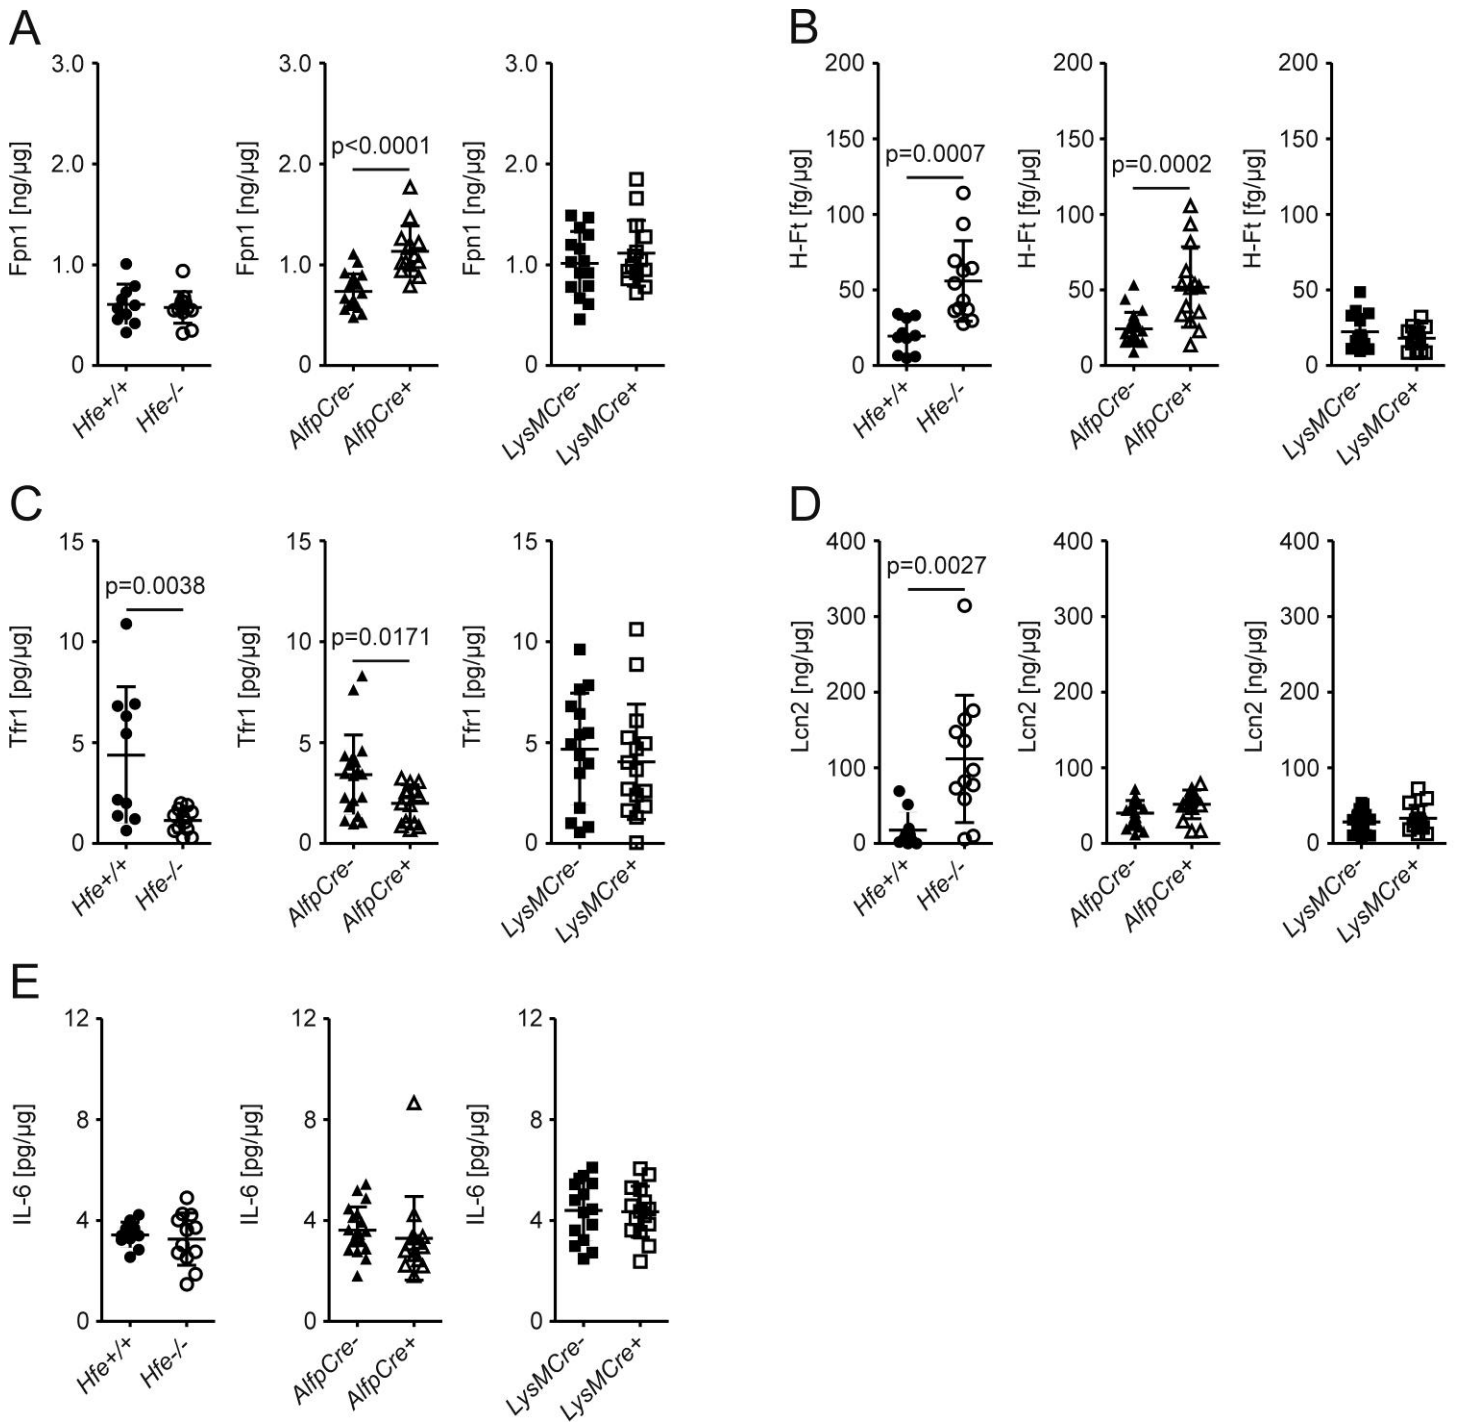 A
3.0
2.0
1.0
0
Fpn1 [ng/µg]
Hfe+/+
Hfe-/-
3.0
2.0
1.0
0
Fpn1 [ng/µg]
p<0.0001
AlfpCre-
AlfpCre+
3.0
2.0
1.0
0
Fpn1 [ng/µg]
LysMCre-
LysMCre+
B
200
150
100
50
0
H-Ft [fg/µg]
p=0.0007
Hfe+/+
Hfe-/-
200
150
100
50
0
H-Ft [fg/µg]
p=0.0002
AlfpCre-
AlfpCre+
200
150
100
50
0
H-Ft [fg/µg]
LysMCre-
LysMCre+
C
15
10
5
0
Tfr1 [pg/µg]
p=0.0038
Hfe+/+
Hfe-/-
15
10
5
0
Tfr1 [pg/µg]
p=0.0171
AlfpCre-
AlfpCre+
15
10
5
0
Tfr1 [pg/µg]
LysMCre-
LysMCre+
D
400
300
200
100
0
Lcn2 [ng/µg]
p=0.0027
Hfe+/+
Hfe-/-
400
300
200
100
0
Lcn2 [ng/µg]
AlfpCre-
AlfpCre+
400
300
200
100
0
Lcn2 [ng/µg]
LysMCre-
LysMCre+
E
12
8
4
0
IL-6 [pg/µg]
Hfe+/+
Hfe-/-
12
8
4
0
IL-6 [pg/µg]
AlfpCre-
AlfpCre+
12
8
4
0
IL-6 [pg/µg]
LysMCre-
LysMCre+